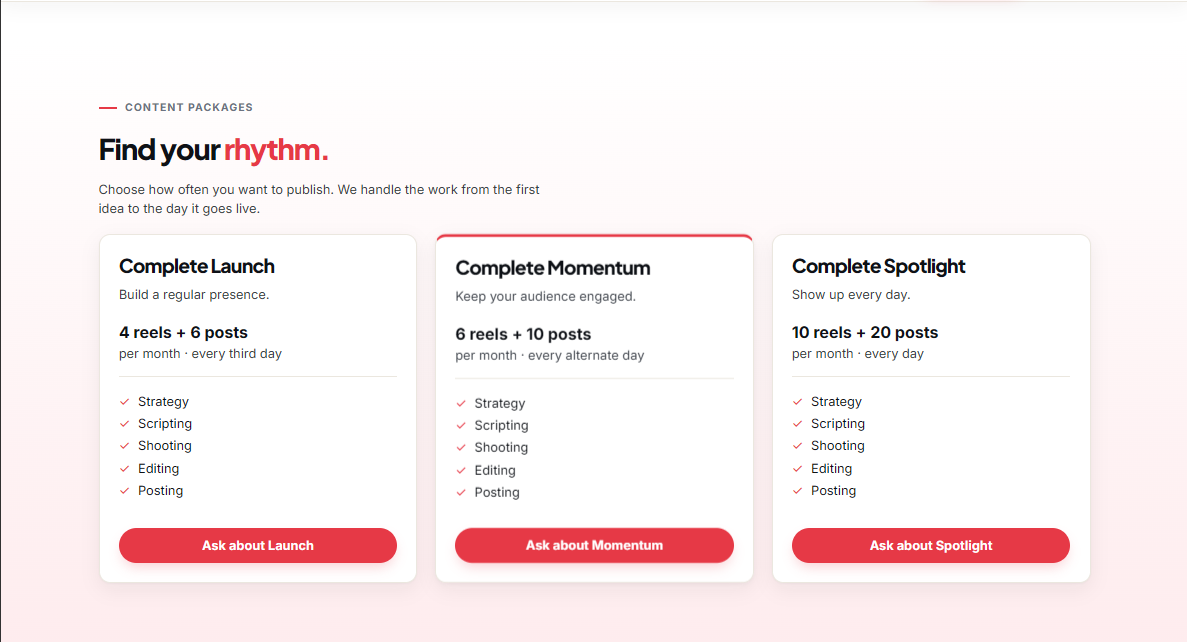 CONTENT PACKAGES
Find your rhythm.
Choose how often you want to publish. We handle the work from the first
idea to the day it goes live.
Complete Launch
Build a regular presence.
4 reels + 6 posts
per month · every third day
Strategy
Scripting
Shooting
Editing
Posting
Ask about Launch
Complete Momentum
Keep your audience engaged.
6 reels + 10 posts
per month · every alternate day
Strategy
Scripting
Shooting
Editing
Posting
Ask about Momentum
Complete Spotlight
Show up every day.
10 reels + 20 posts
per month · every day
Strategy
Scripting
Shooting
Editing
Posting
Ask about Spotlight